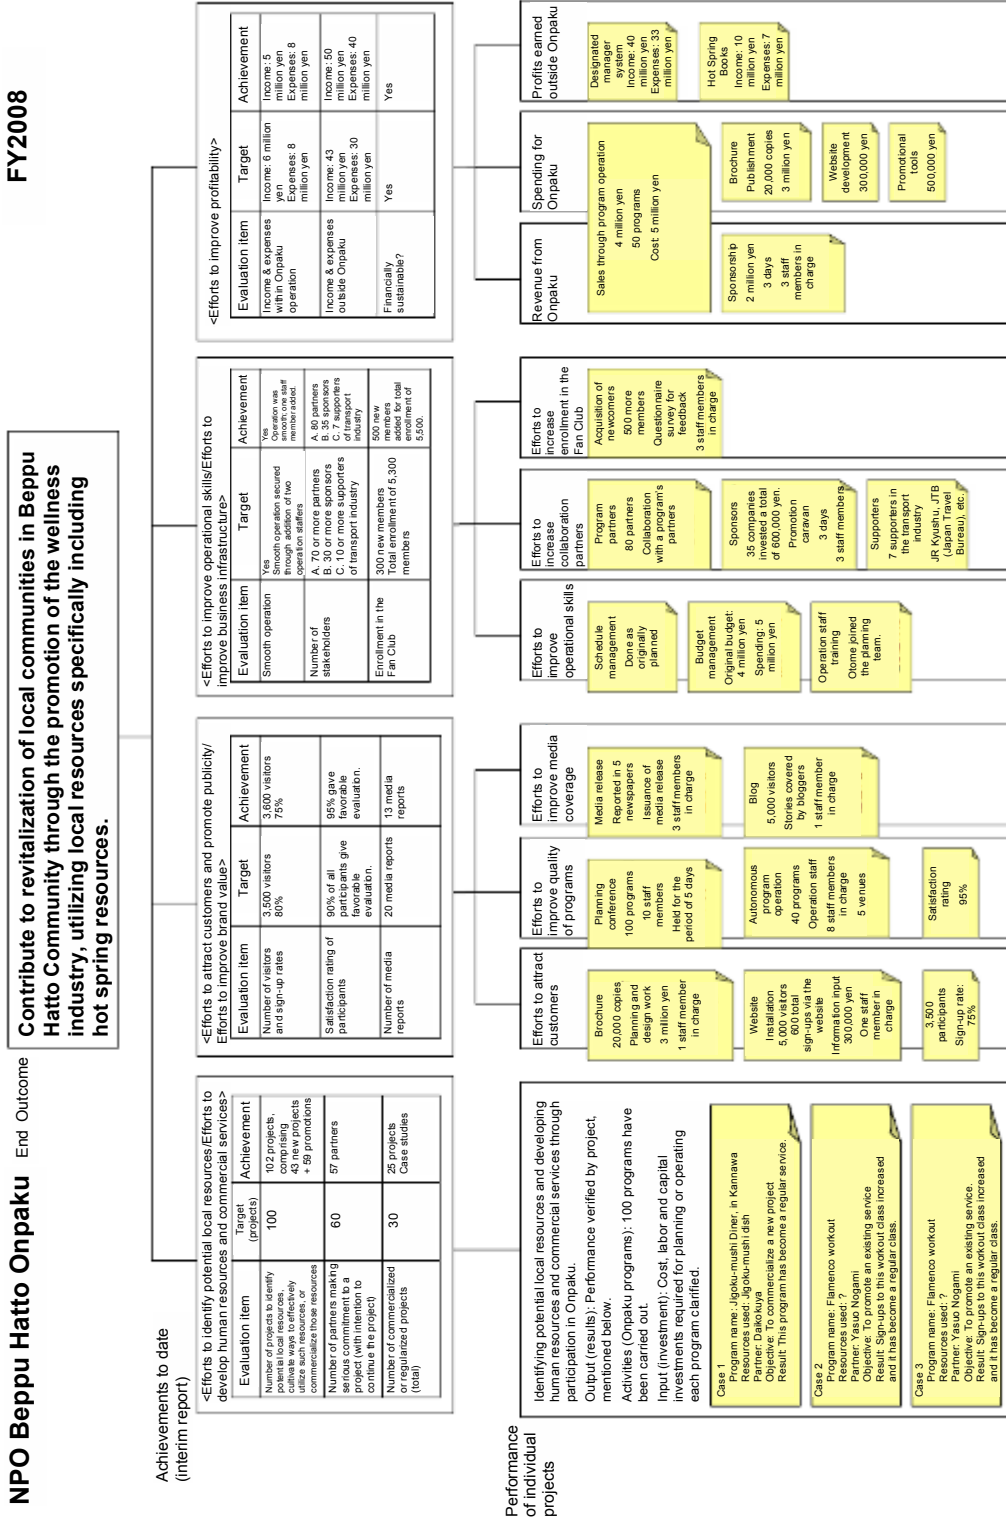 NPO Beppu Hatto Onpaku
End Outcome
Contribute to revitalization of local communities in Beppu
Hatto Community through the promotion of the wellness
industry, utilizing local resources specifically including
hot spring resources.
FY2008
Achievements to date
(interim report)
<Efforts to identify potential local resources/Efforts to
develop human resources and commercial services>
Evaluation item
Target
(projects)
Achievement
Number of projects to identify
potential local resources,
cultivate ways to effectively
utilize such resources, or
commercialize those resources
100
102 projects,
comprising
43 new projects
+ 59 promotions
Number of partners making
serious commitment to a
project (with intention to
continue the project)
60
57 partners
Number of commercialized
or regularized projects
(total)
30
25 projects
Case studies
<Efforts to attract customers and promote publicity/
Efforts to improve brand value>
Evaluation item
Target
Achievement
Number of visitors
and sign-up rates
3,500 visitors
80%
3,600 visitors
75%
Satisfaction rating of
participants
90% of all
participants give
favorable
evaluation.
95% gave
favorable
evaluation.
Number of media
reports
20 media reports
13 media
reports
<Efforts to improve operational skills/Efforts to
improve business infrastructure>
Evaluation item
Target
Achievement
Smooth operation
Yes
Smooth operation secured
through addition of two
operation staffers
Yes
Operation was
smooth; one staff
member added.
Number of
stakeholders
A. 70 or more partners
B. 30 or more sponsors
C. 10 or more supporters
of transport industry
A. 80 partners
B. 35 sponsors
C. 7 supporters
of transport
industry
Enrollment in the
Fan Club
300 new members
Total enrollment of 5,300
members
500 new
members
added for total
enrollment of
5,500.
<Efforts to improve profitability>
Evaluation item
Target
Achievement
Income & expenses
within Onpaku
operation
Income: 6 million
yen
Expenses: 8
million yen
Income: 5
million yen
Expenses: 8
million yen
Income & expenses
outside Onpaku
Income: 43
million yen
Expenses: 30
million yen
Income: 50
million yen
Expenses: 40
million yen
Financially
sustainable?
Yes
Yes
Performance
of individual
projects
Identifying potential local resources and developing
human resources and commercial services through
participation in Onpaku.
Output (results): Performance verified by project,
mentioned below.
Activities (Onpaku programs): 100 programs have
been carried out.
Input (investment): Cost, labor and capital
investments required for planning or operating
each program clarified.
Case 1
Program name: Jigoku-mushi Diner, in Kannawa
Resources used: Jigoku-mushi dish
Partner: Daikokuya
Objective: To commercialize a new project
Result: This program has become a regular service.
Case 2
Program name: Flamenco workout
Resources used: ?
Partner: Yasuo Nogami
Objective: To promote an existing service
Result: Sign-ups to this workout class increased
and it has become a regular class.
Case 3
Program name: Flamenco workout
Resources used: ?
Partner: Yasuo Nogami
Objective: To promote an existing service.
Result: Sign-ups to this workout class increased
and it has become a regular class.
Efforts to attract
customers
Brochure
20,000 copies
Planning and
design work
3 million yen
1 staff member
in charge
Website
Installation
5,000 visitors
600 total
sign-ups via the
website
Information input
300,000 yen
One staff
member in
charge
3,500
participants
Sign-up rate:
75%
Efforts to
improve quality
of programs
Planning
conference
100 programs
10 staff
members
Held for the
period of 5 days
Autonomous
program
operation
40 programs
Operation staff
8 staff members
in charge
5 venues
Satisfaction
rating
95%
Efforts to
improve media
coverage
Media release
Reported in 5
newspapers
Issuance of
media release
3 staff members
in charge
Blog
5,000 visitors
Stories covered
by bloggers
1 staff member
in charge
Efforts to
improve
operational skills
Schedule
management
Done as
originally
planned
Budget
management
Original budget:
4 million yen
Spending: 5
million yen
Operation staff
training
Otome joined
the planning
team.
Efforts to
increase
collaboration
partners
Program
partners
80 partners
Collaboration
with a program's
partners
Sponsors
35 companies
invested a total
of 600,000 yen.
Promotion
caravan
3 days
3 staff members
Supporters
7 supporters in
the transport
industry
JR Kyushu, JTB
(Japan Travel
Bureau), etc.
Efforts to
increase
enrollment in the
Fan Club
Acquisition of
newcomers
500 more
members
Questionnaire
survey for
feedback
3 staff members
in charge
Revenue from
Onpaku
Spending for
Onpaku
Sales through program operation
4 million yen
50 programs
Cost: 5 million yen
Sponsorship
2 million yen
3 days
3 staff
members in
charge
Brochure
Publishment
20,000 copies
3 million yen
Website
development
300,000 yen
Promotional
tools
500,000 yen
Profits earned
outside Onpaku
Designated
manager
system
Income: 40
million yen
Expenses: 33
million yen
Hot Spring
Books
Income: 10
million yen
Expenses: 7
million yen